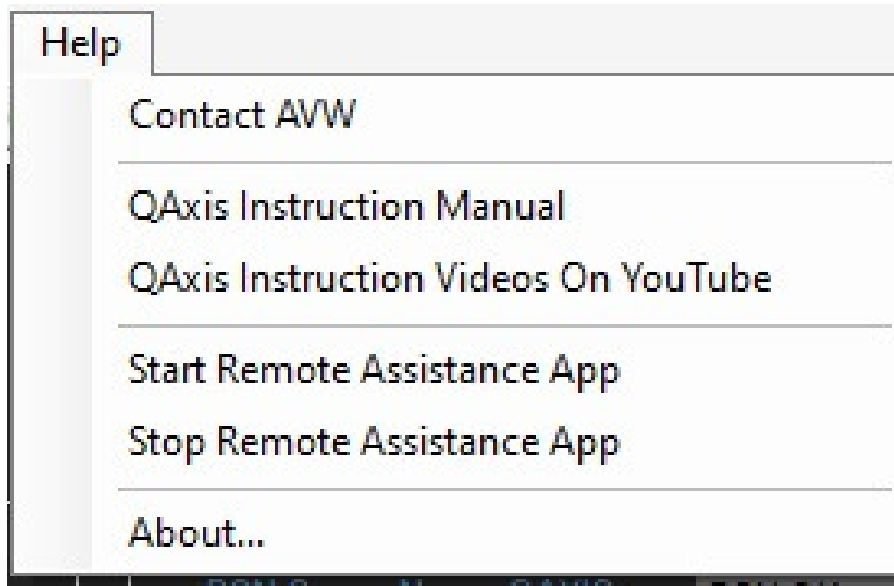 Help
Contact AVW
QAxis Instruction Manual
QAxis Instruction Videos On YouTube
Start Remote Assistance App
Stop Remote Assistance App
About...